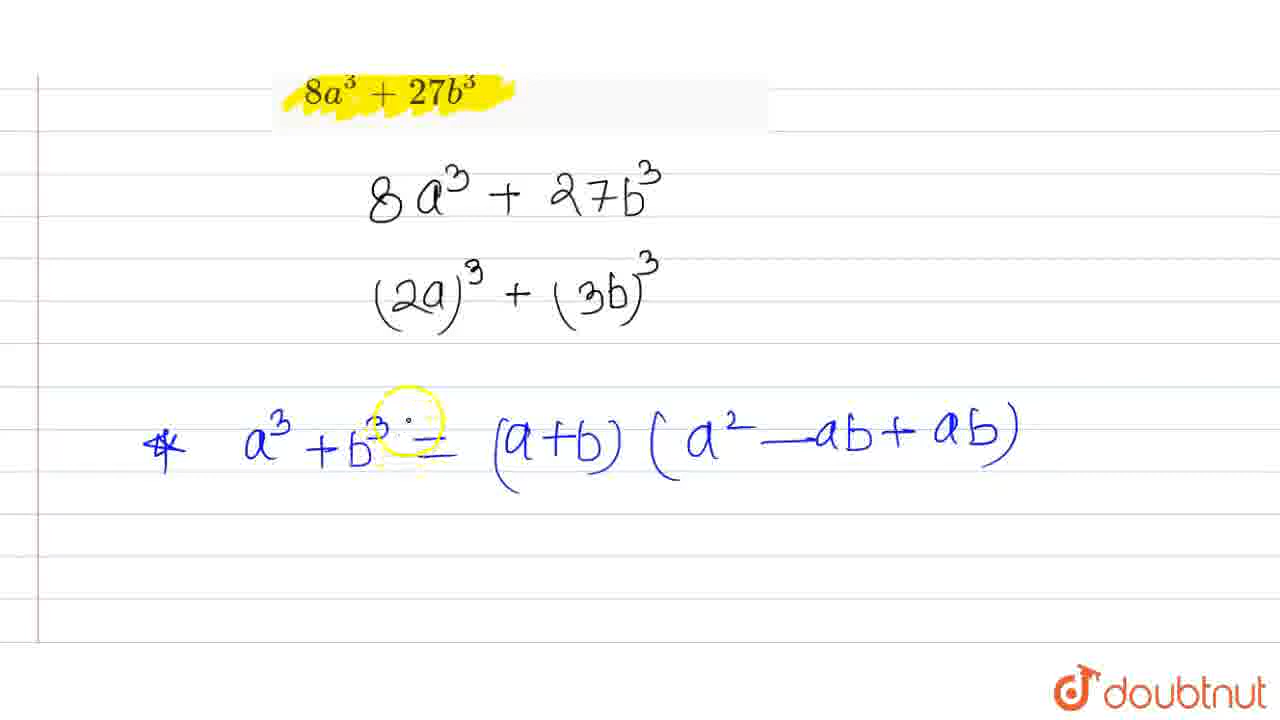 8a³ + 27b³
8a³ + 27b³
(2a)³ + (3b)³
* a³ + b³ = (a+b) (a² – ab + ab)
doubtnut